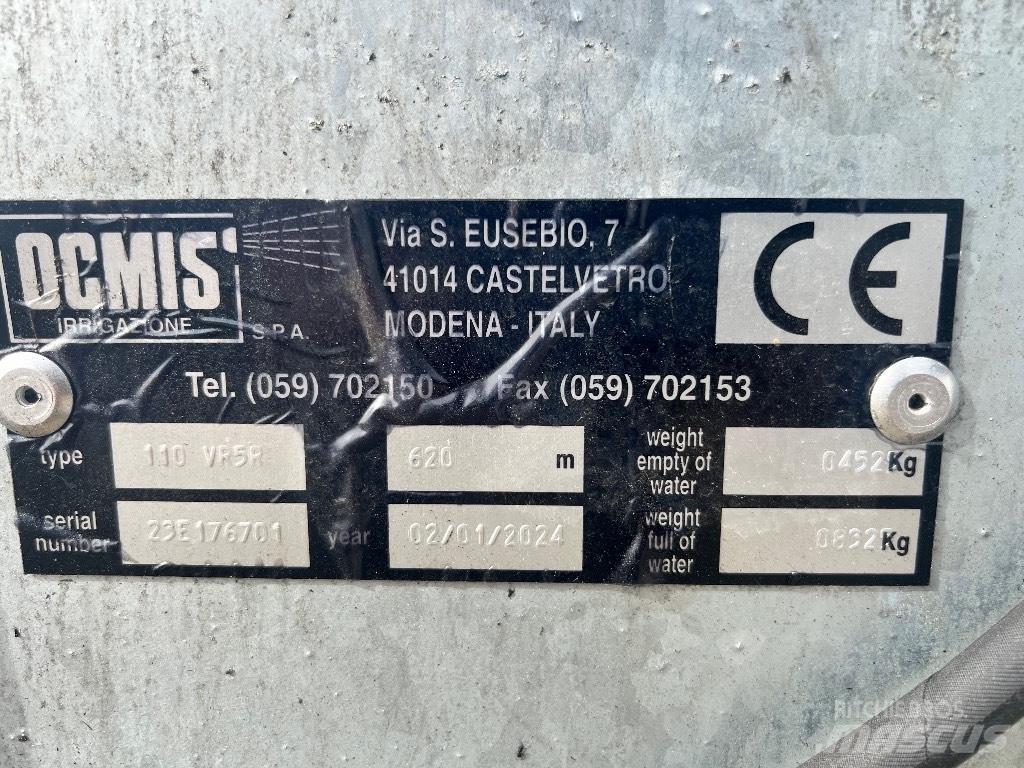 OCMIS
IRRIGAZIONE
S.P.A.
Via S. EUSEBIO, 7
41014 CASTELVETRO
MODENA - ITALY
CE
Tel. (059) 702150 Fax (059) 702153
type 110 VR5R 620 m weight empty of water 0452 Kg
serial number 23E176701 year 02/01/2024 weight full of water 0832 Kg
RITCHIE BROS
mascus